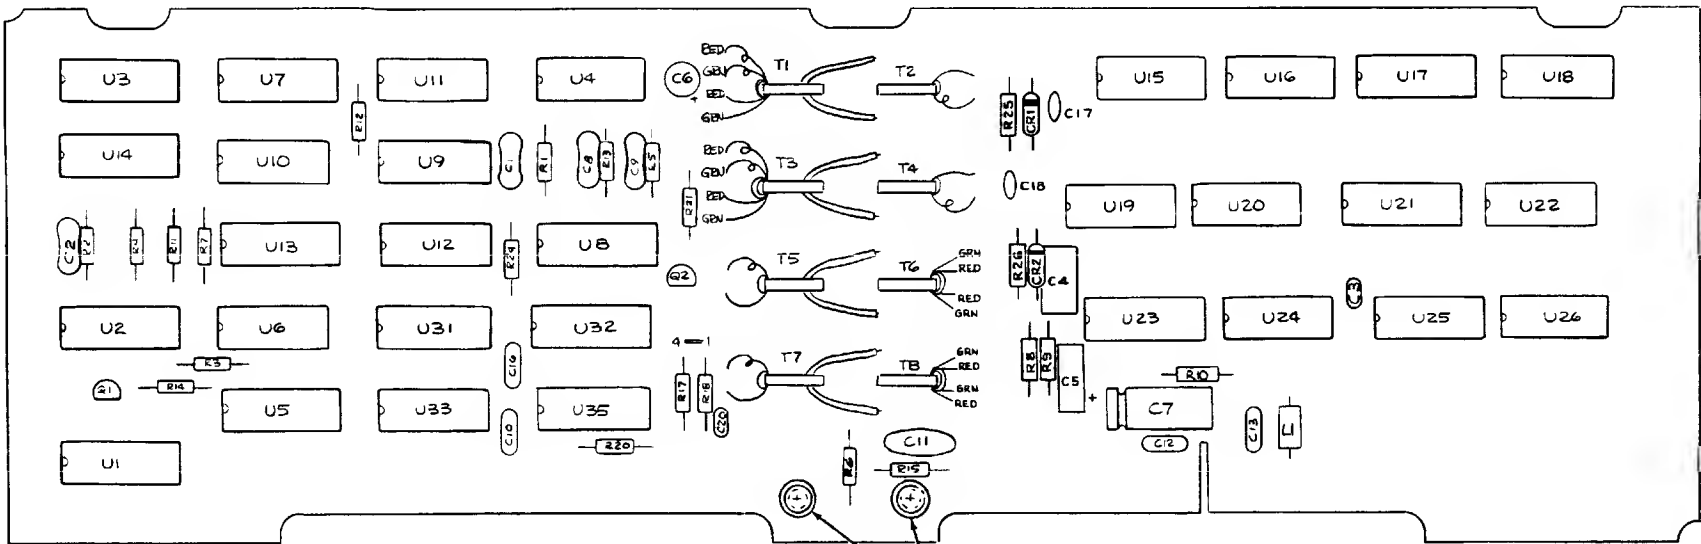 U3 U7 U11 U4 C6 + RED GRN RED GRN T1 T2 U15 U16 U17 U18
R12 R25 CR1 C17
U14 U10 U9 C1 R1 C8 R13 C9 R5 RED GRN RED GRN T3 T4 C18
R21 U19 U20 U21 U22
C2 R2 R4 R11 R7 U13 U12 R24 U8 Q2 T5 T6 GRN RED RED GRN R26 CR2 C4
U2 U6 U31 U32 U23 U24 C3 U25 U26
R3 C16 4 1 T7 T8 GRN RED GRN RED R8 R9 C5 +
Q1 R14 U5 U33 C10 U35 R17 R18 C20 R10 C7
R20 C11 C12 C13 L1
U1 R6 R15